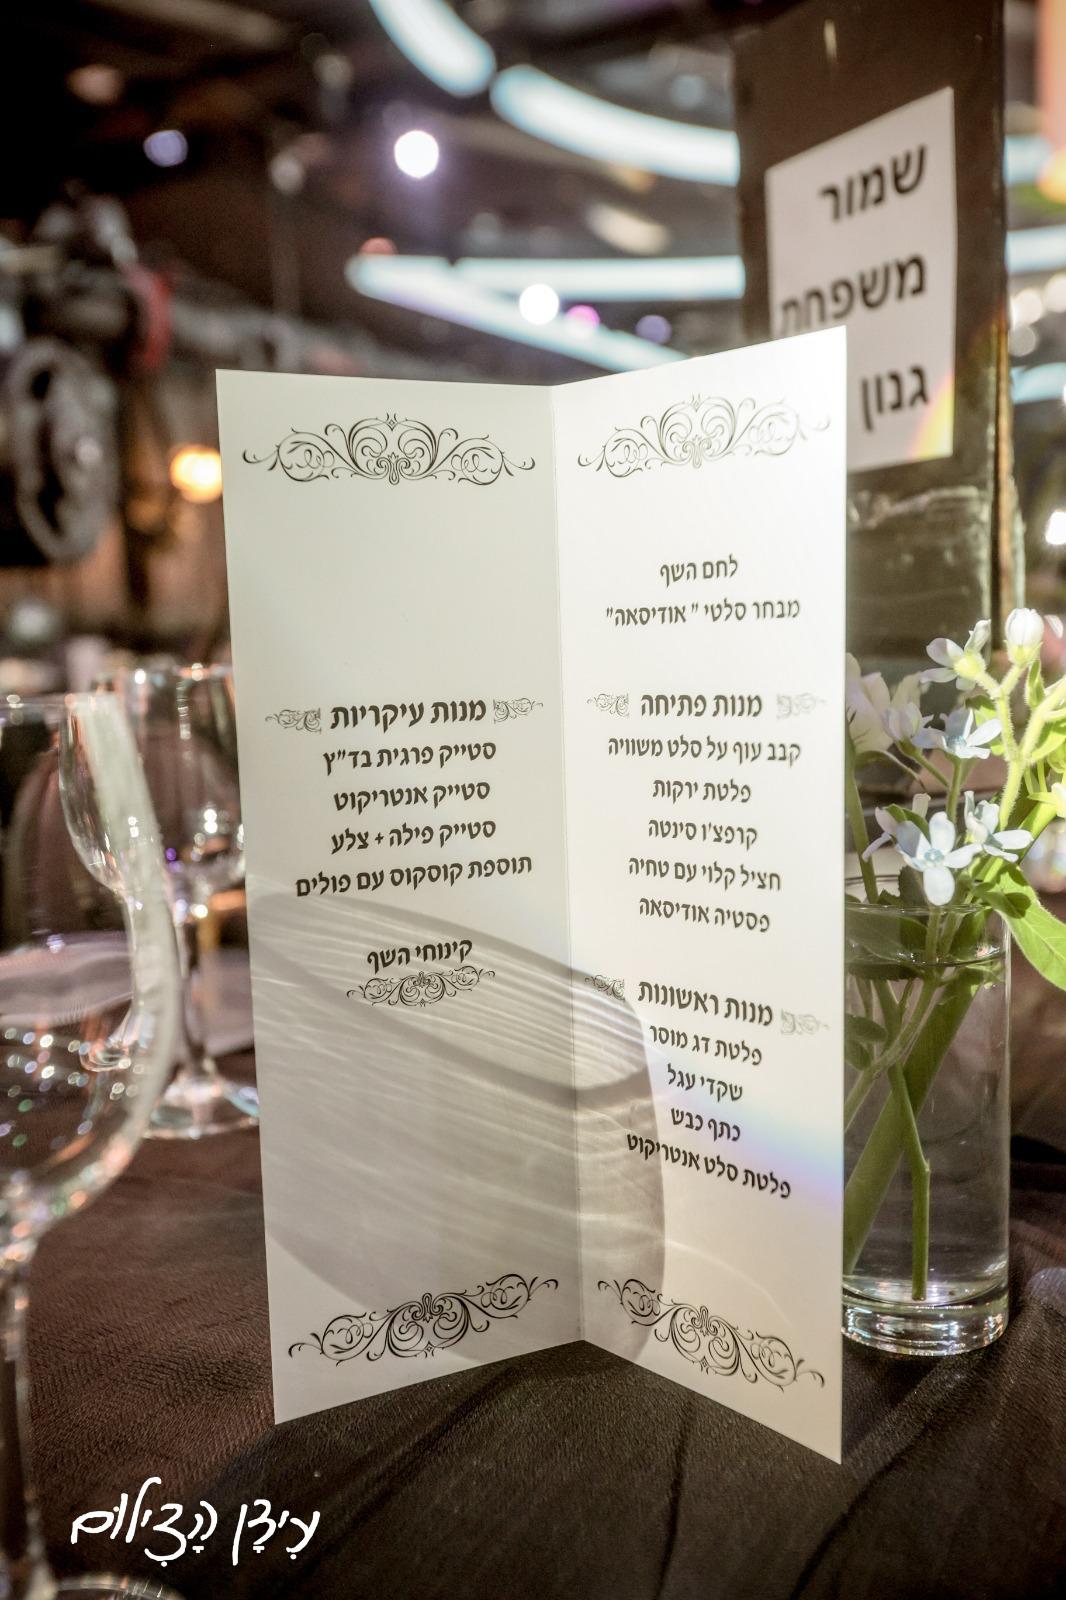 שמור
משפחת
גנון
לחם השף
מבחר סלטי " אודיסאה"
מנות פתיחה
קבב עוף על סלט משוויה
פלטת ירקות
קרפצ'ו סינטה
חציל קלוי עם טחיה
פסטיה אודיסאה
מנות ראשונות
פלטת דג מוסר
שקדי עגל
כתף כבש
פלטת סלט אנטריקוט
מנות עיקריות
סטייק פרגית בד"ץ
סטייק אנטריקוט
סטייק פילה + צלע
תוספת קוסקוס עם פולים
קינוחי השף
עִידָן הַצִילוּם